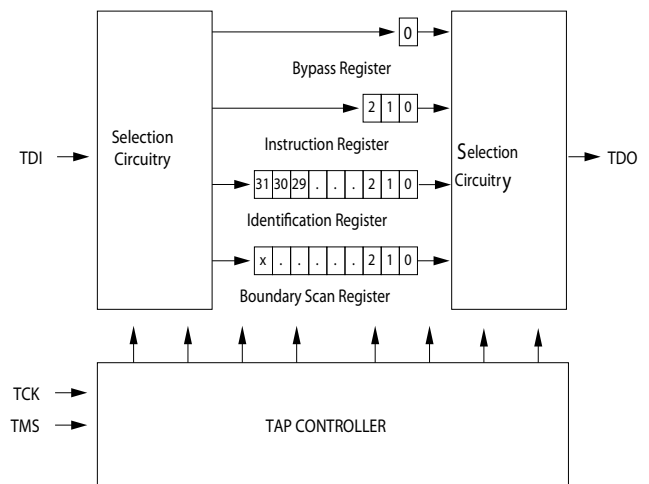 0
Bypass Register
2 1 0
Selection
Circuitry
Instruction Register
Selection
Circuitry
TDI
TDO
31 30 29 . . . 2 1 0
Identification Register
x . . . . . 2 1 0
Boundary Scan Register
TCK
TMS
TAP CONTROLLER